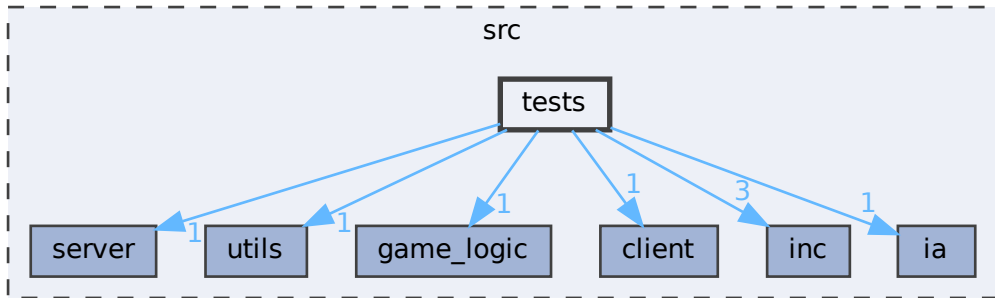 src
tests
1
1
1
1
3
1
server
utils
game_logic
client
inc
ia